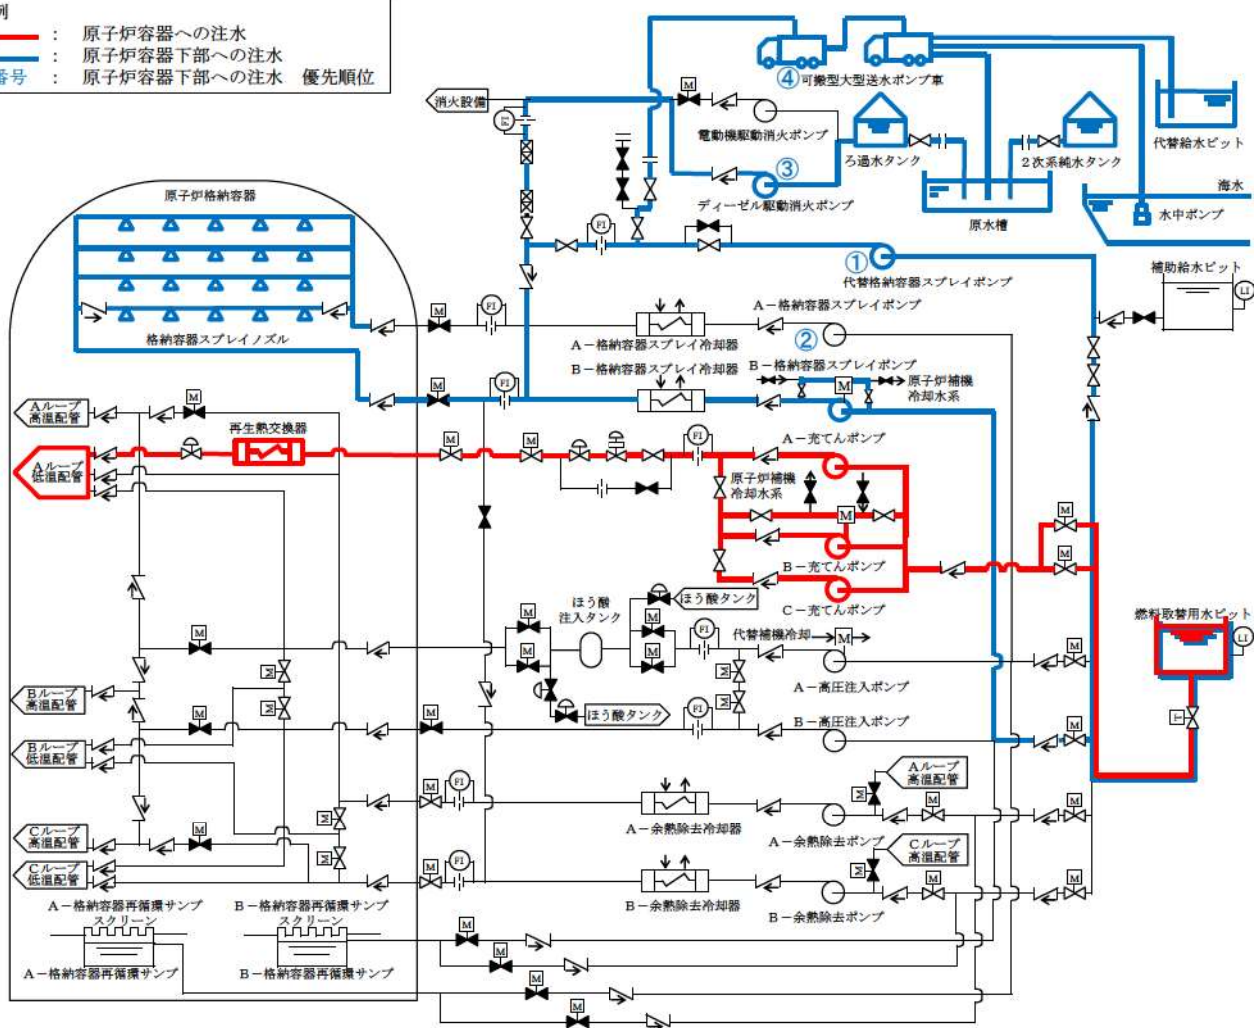 例
： 原子炉容器への注水
： 原子炉容器下部への注水
番号 ： 原子炉容器下部への注水 優先順位
消火設備
FI
M
電動機駆動消火ポンプ
④
可搬型大型送水ポンプ車
ろ過水タンク
2次系純水タンク
代替給水ピット
③
ディーゼル駆動消火ポンプ
原水槽
海水
水中ポンプ
原子炉格納容器
FI
①
代替格納容器スプレイポンプ
補助給水ピット
LI
格納容器スプレイノズル
M
FI
A－格納容器スプレイポンプ
A－格納容器スプレイ冷却器
②
B－格納容器スプレイポンプ
B－格納容器スプレイ冷却器
M
FI
M
原子炉補機
冷却水系
Aループ
高温配管
M
再生熱交換器
Aループ
低温配管
M
M
FI
A－充てんポンプ
原子炉補機
冷却水系
M
B－充てんポンプ
C－充てんポンプ
M
M
燃料取替用水ピット
LI
M
ほう酸
注入タンク
ほう酸タンク
M
M
M
M
FI
代替補機冷却
M
A－高圧注入ポンプ
M
M
M
M
M
Bループ
高温配管
ほう酸タンク
M
M
FI
B－高圧注入ポンプ
M
Bループ
低温配管
Aループ
高温配管
M
FI
M
M
M
A－余熱除去冷却器
A－余熱除去ポンプ
M
Cループ
高温配管
M
Cループ
高温配管
M
Cループ
低温配管
M
FI
M
M
M
B－余熱除去冷却器
B－余熱除去ポンプ
A－格納容器再循環サンプ
スクリーン
B－格納容器再循環サンプ
スクリーン
M
M
A－格納容器再循環サンプ
B－格納容器再循環サンプ
M
M